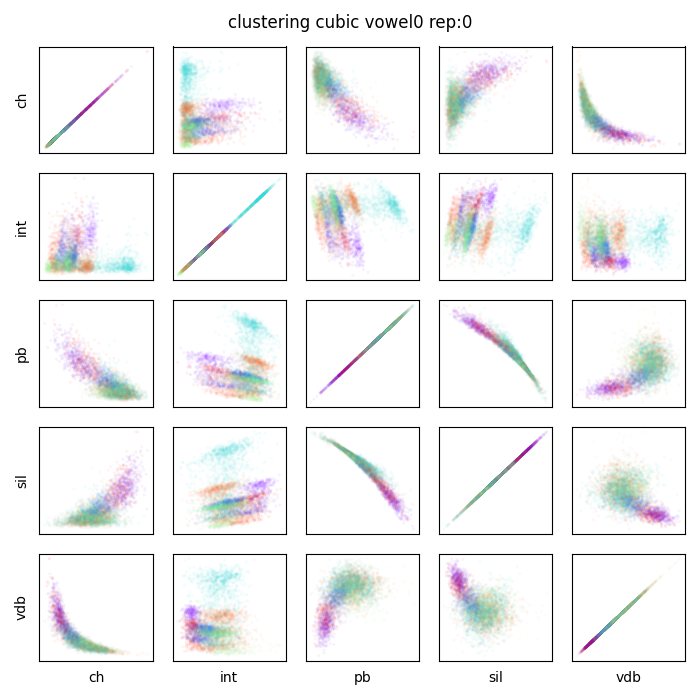 clustering cubic vowel0 rep:0
ch
int
pb
sil
vdb
ch int pb sil vdb